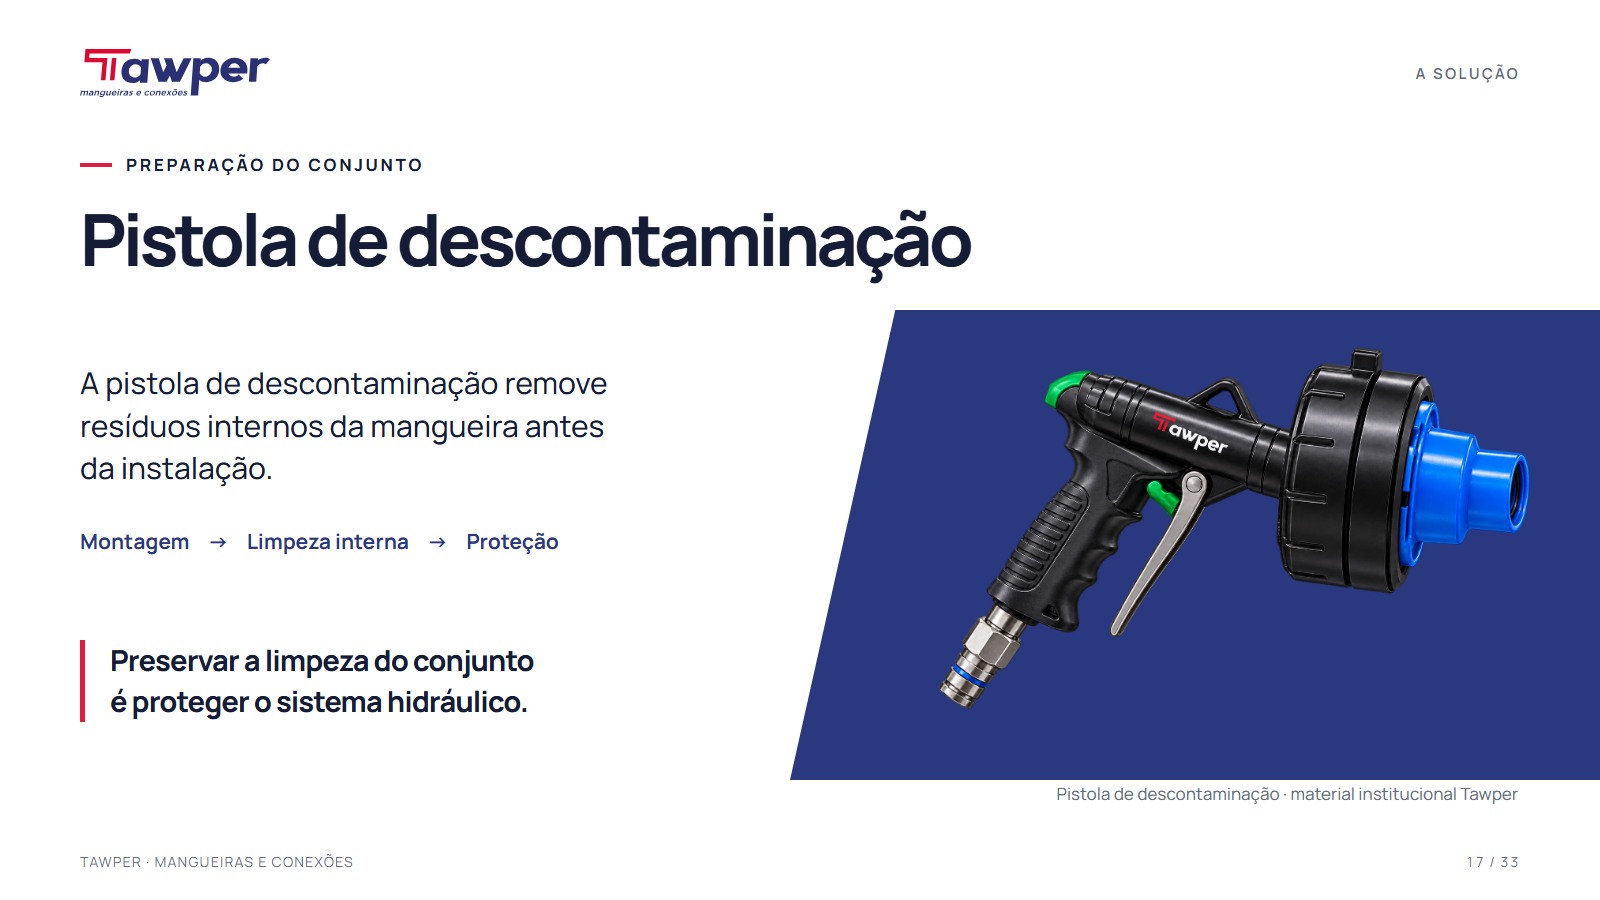 Tawper
mangueiras e conexões
A SOLUÇÃO
PREPARAÇÃO DO CONJUNTO
Pistola de descontaminação
A pistola de descontaminação remove
resíduos internos da mangueira antes
da instalação.
Montagem → Limpeza interna → Proteção
Preservar a limpeza do conjunto
é proteger o sistema hidráulico.
Tawper
Pistola de descontaminação · material institucional Tawper
TAWPER · MANGUEIRAS E CONEXÕES
17 / 33